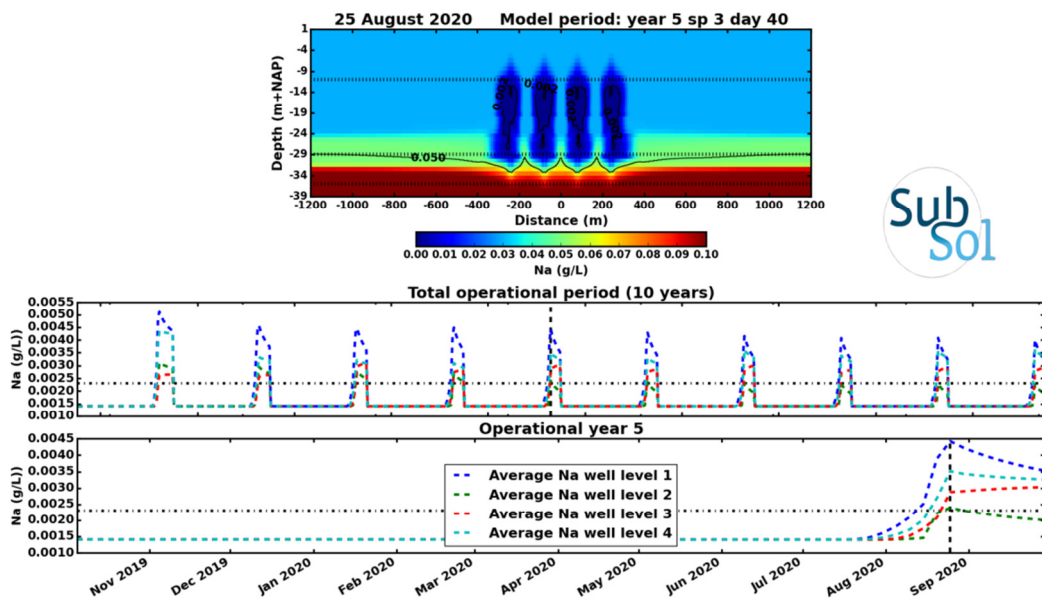 25 August 2020 Model period: year 5 sp 3 day 40
Depth (m+NAP)
1
-4
-9
-14
-19
-24
-29
-34
-39
0.002
0.002
0.002
0.050
-1200 -1000 -800 -600 -400 -200 0 200 400 600 800 1000 1200
Distance (m)
0.00 0.01 0.02 0.03 0.04 0.05 0.06 0.07 0.08 0.09 0.10
Na (g/L)
Sub
Sol
Total operational period (10 years)
Na (g/L))
0.0055
0.0050
0.0045
0.0040
0.0035
0.0030
0.0025
0.0020
0.0015
0.0010
Operational year 5
Na (g/L))
0.0045
0.0040
0.0035
0.0030
0.0025
0.0020
0.0015
0.0010
Average Na well level 1
Average Na well level 2
Average Na well level 3
Average Na well level 4
Nov 2019 Dec 2019 Jan 2020 Feb 2020 Mar 2020 Apr 2020 May 2020 Jun 2020 Jul 2020 Aug 2020 Sep 2020